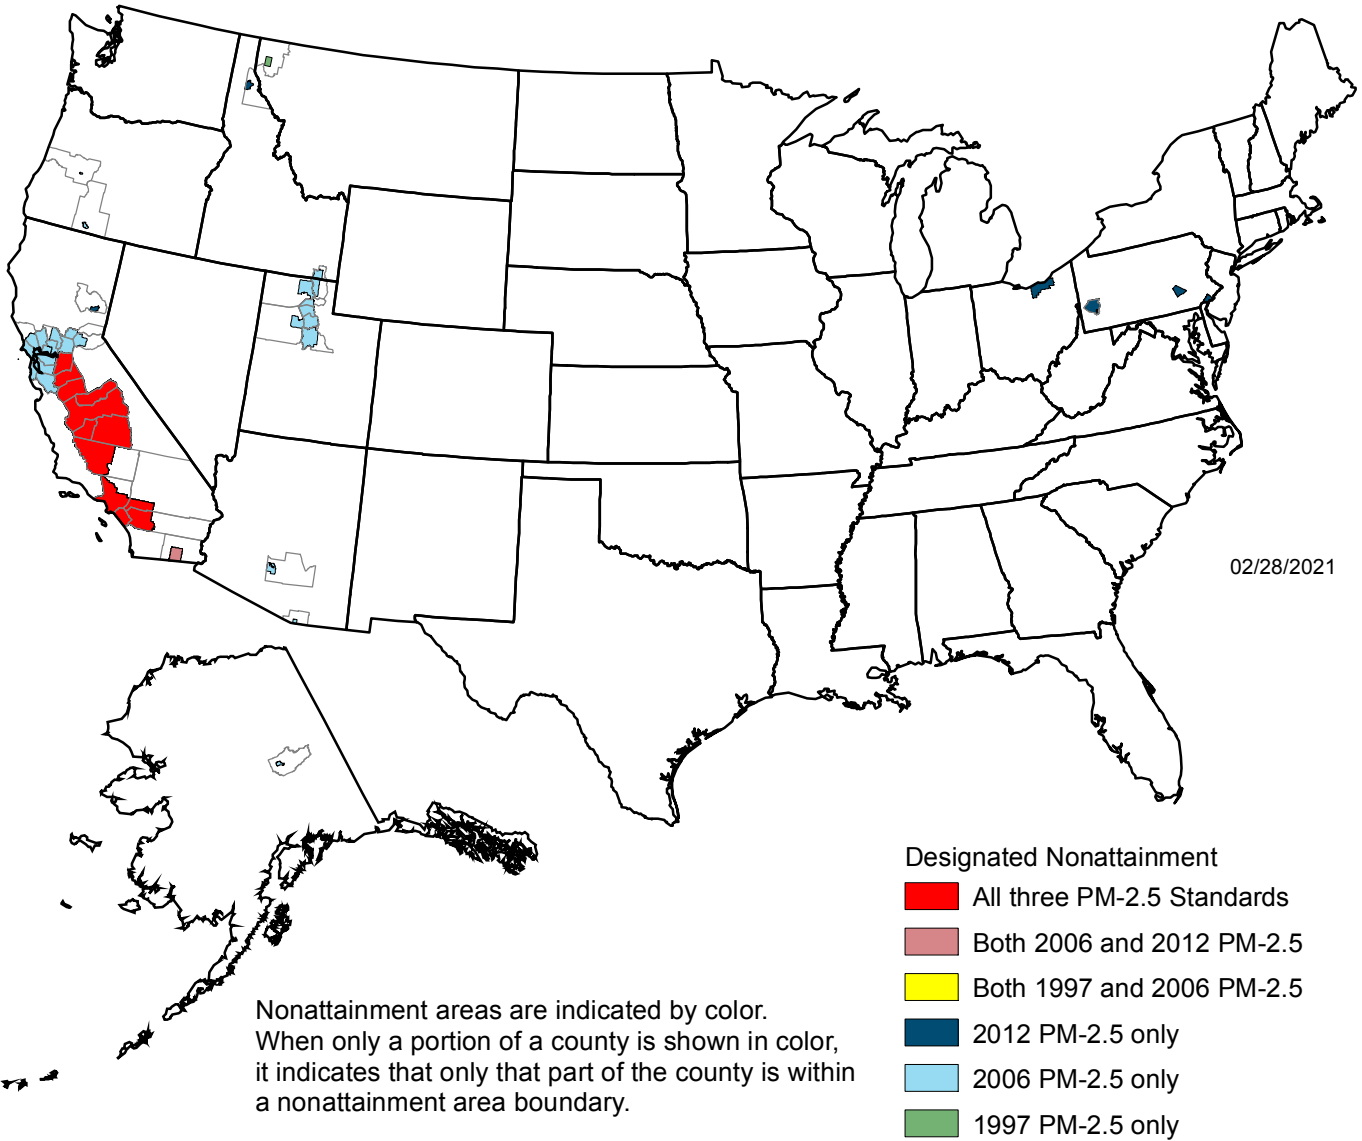 02/28/2021
Designated Nonattainment
All three PM-2.5 Standards
Both 2006 and 2012 PM-2.5
Both 1997 and 2006 PM-2.5
2012 PM-2.5 only
2006 PM-2.5 only
1997 PM-2.5 only
Nonattainment areas are indicated by color.
When only a portion of a county is shown in color,
it indicates that only that part of the county is within
a nonattainment area boundary.